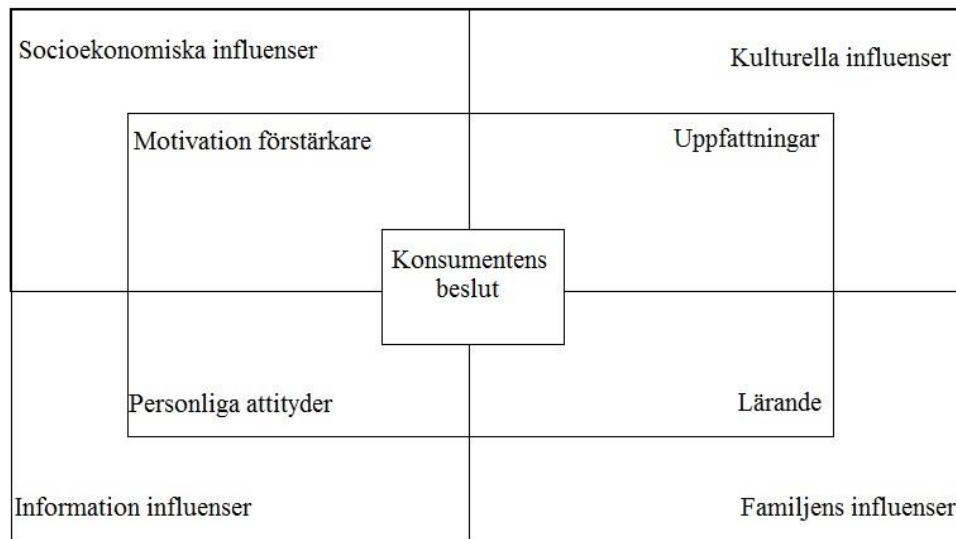 Socioekonomiska influenser
Kulturella influenser
Motivation förstärkare
Uppfattningar
Konsumentens
beslut
Personliga attityder
Lärande
Information influenser
Familjens influenser